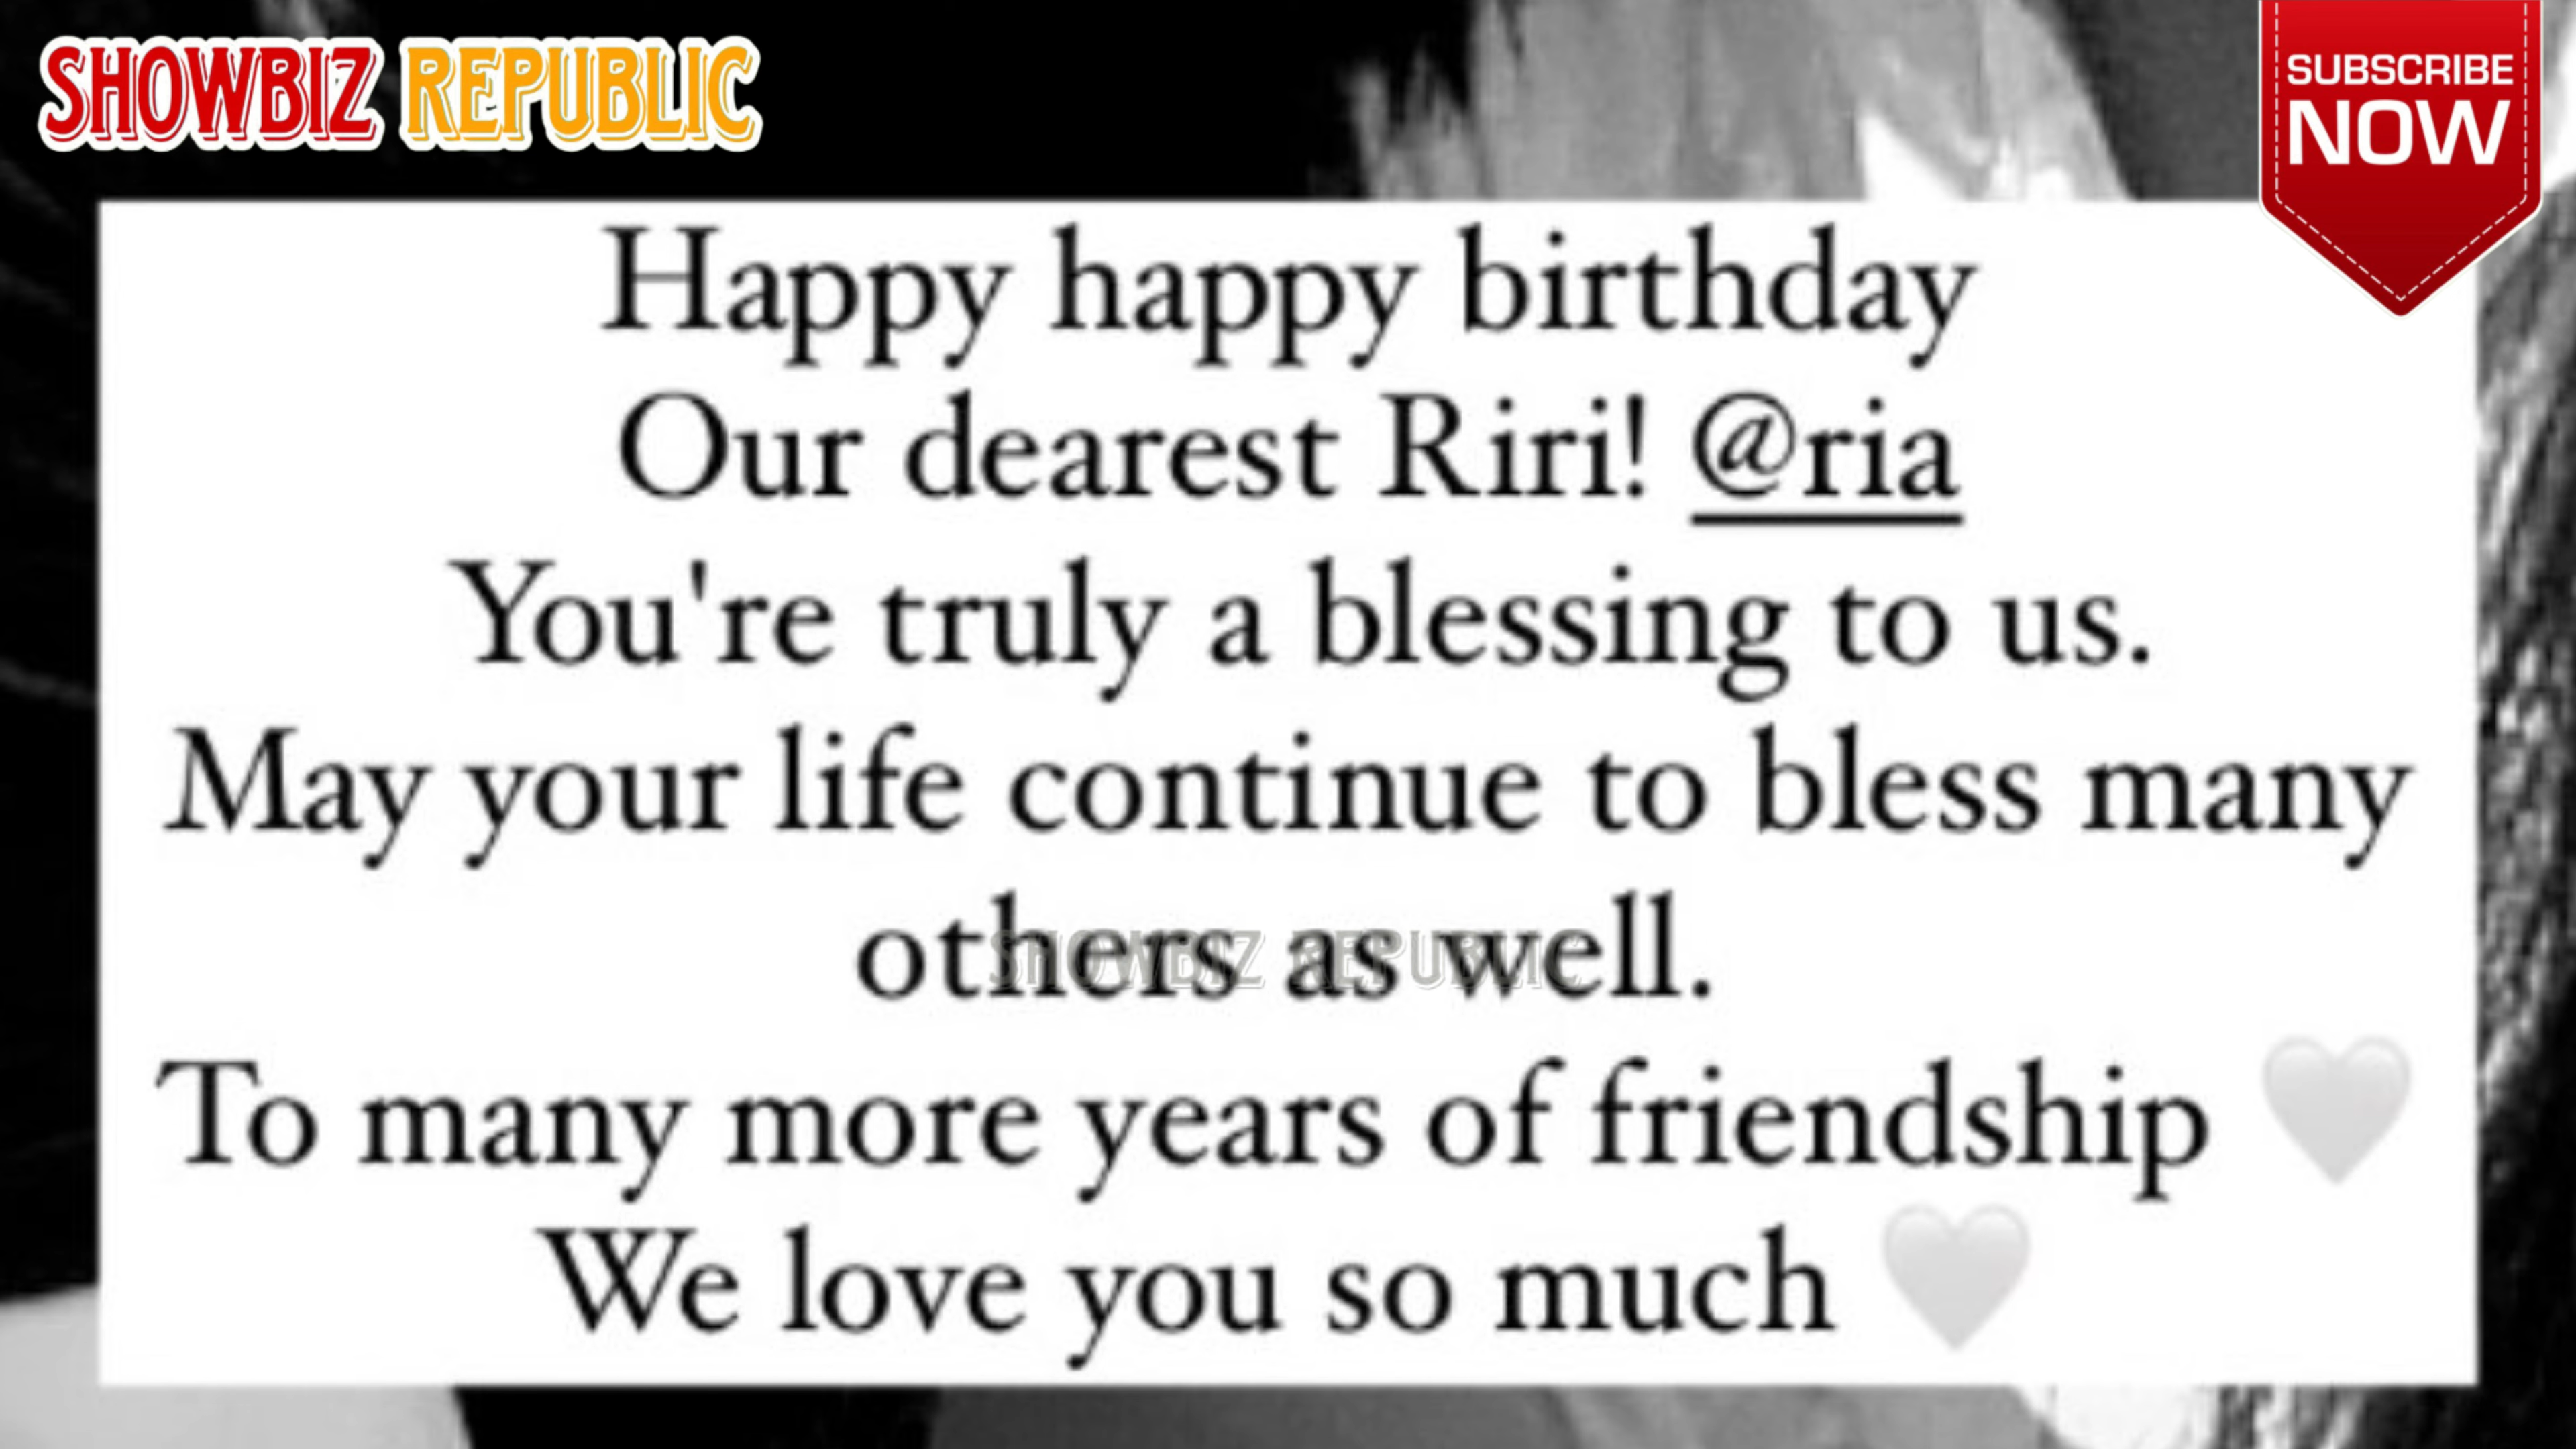 SHOWBIZ REPUBLIC
SUBSCRIBE
NOW
Happy happy birthday
Our dearest Riri! @ria
You're truly a blessing to us.
May your life continue to bless many
others as well.
SHOWBIZ REPUBLIC
To many more years of friendship 🤍
We love you so much 🤍